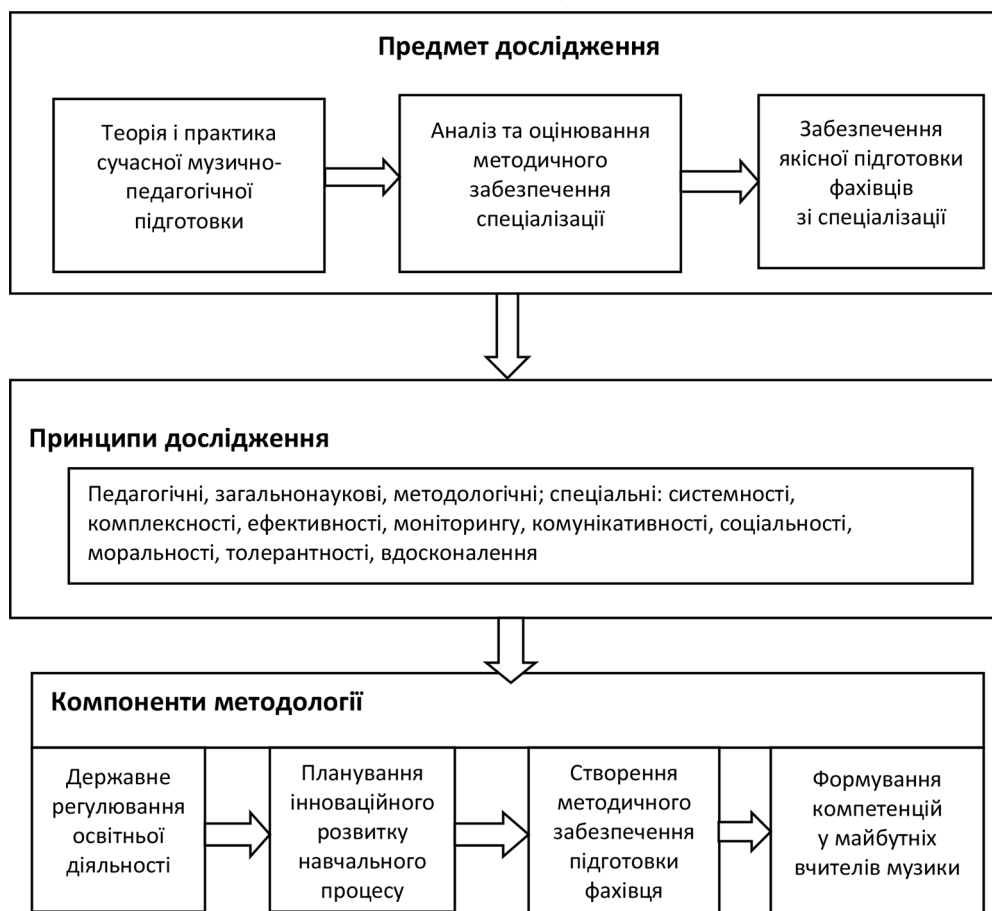 Предмет дослідження
Теорія і практика
сучасної музично-
педагогічної
підготовки
Аналіз та оцінювання
методичного
забезпечення
спеціалізації
Забезпечення
якісної підготовки
фахівців
зі спеціалізації
Принципи дослідження
Педагогічні, загальнонаукові, методологічні; спеціальні: системності,
комплексності, ефективності, моніторингу, комунікативності, соціальності,
моральності, толерантності, вдосконалення
Компоненти методології
Державне
регулювання
освітньої
діяльності
Планування
інноваційного
розвитку
навчального
процесу
Створення
методичного
забезпечення
підготовки
фахівця
Формування
компетенцій
у майбутніх
вчителів музики